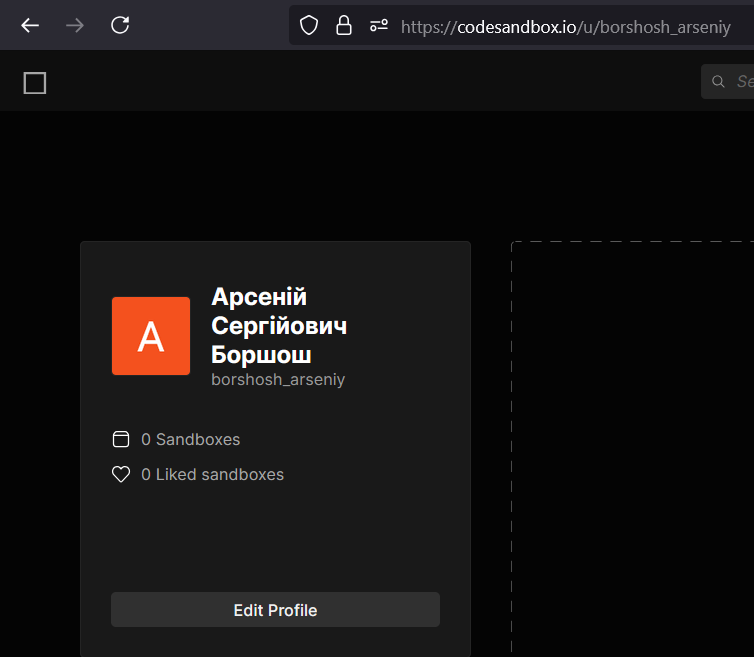 https://codesandbox.io/u/borshosh_arseniy
A
Арсеній
Сергійович
Боршош
borshosh_arseniy
0 Sandboxes
0 Liked sandboxes
Edit Profile